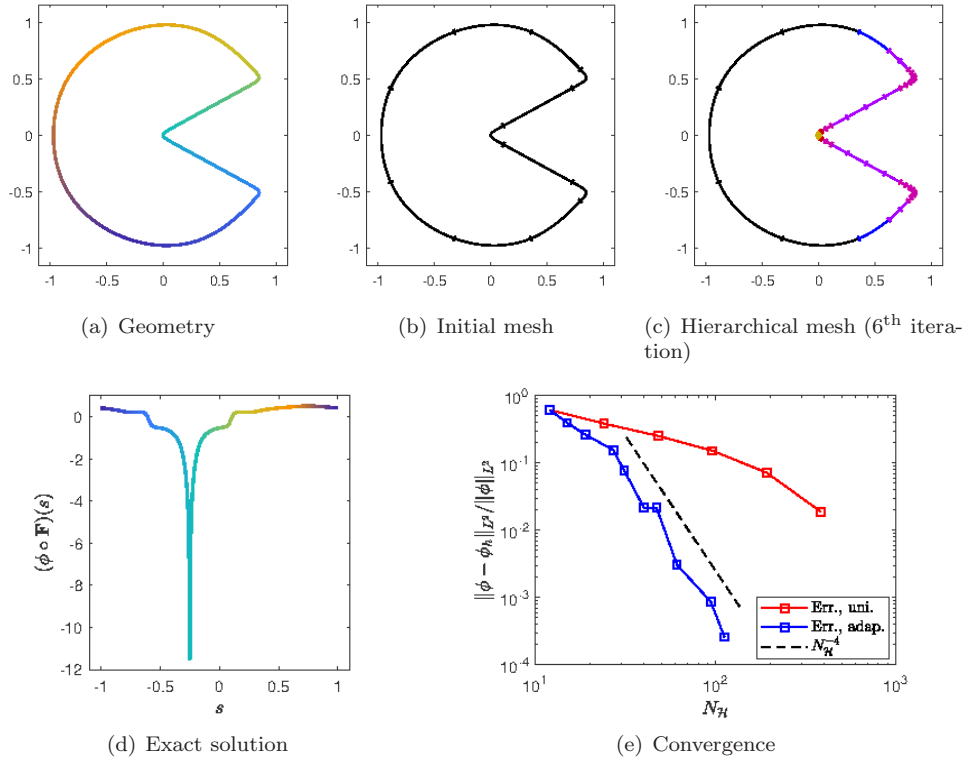 1
0.5
0
-0.5
-1
-1 -0.5 0 0.5 1
(a) Geometry
1
0.5
0
-0.5
-1
-1 -0.5 0 0.5 1
(b) Initial mesh
1
0.5
0
-0.5
-1
-1 -0.5 0 0.5 1
(c) Hierarchical mesh (6th itera-
tion)
0
-2
-4
-6
-8
-10
-12
(ϕ ∘ F)(s)
-1 -0.5 0 0.5 1
s
(d) Exact solution
10^0
10^-1
10^-2
10^-3
10^-4
‖ϕ − ϕ_h‖_{L²}/‖ϕ‖_{L²}
Err., uni.
Err., adap.
N_ℋ^-4
10^1 10^2 10^3
N_ℋ
(e) Convergence